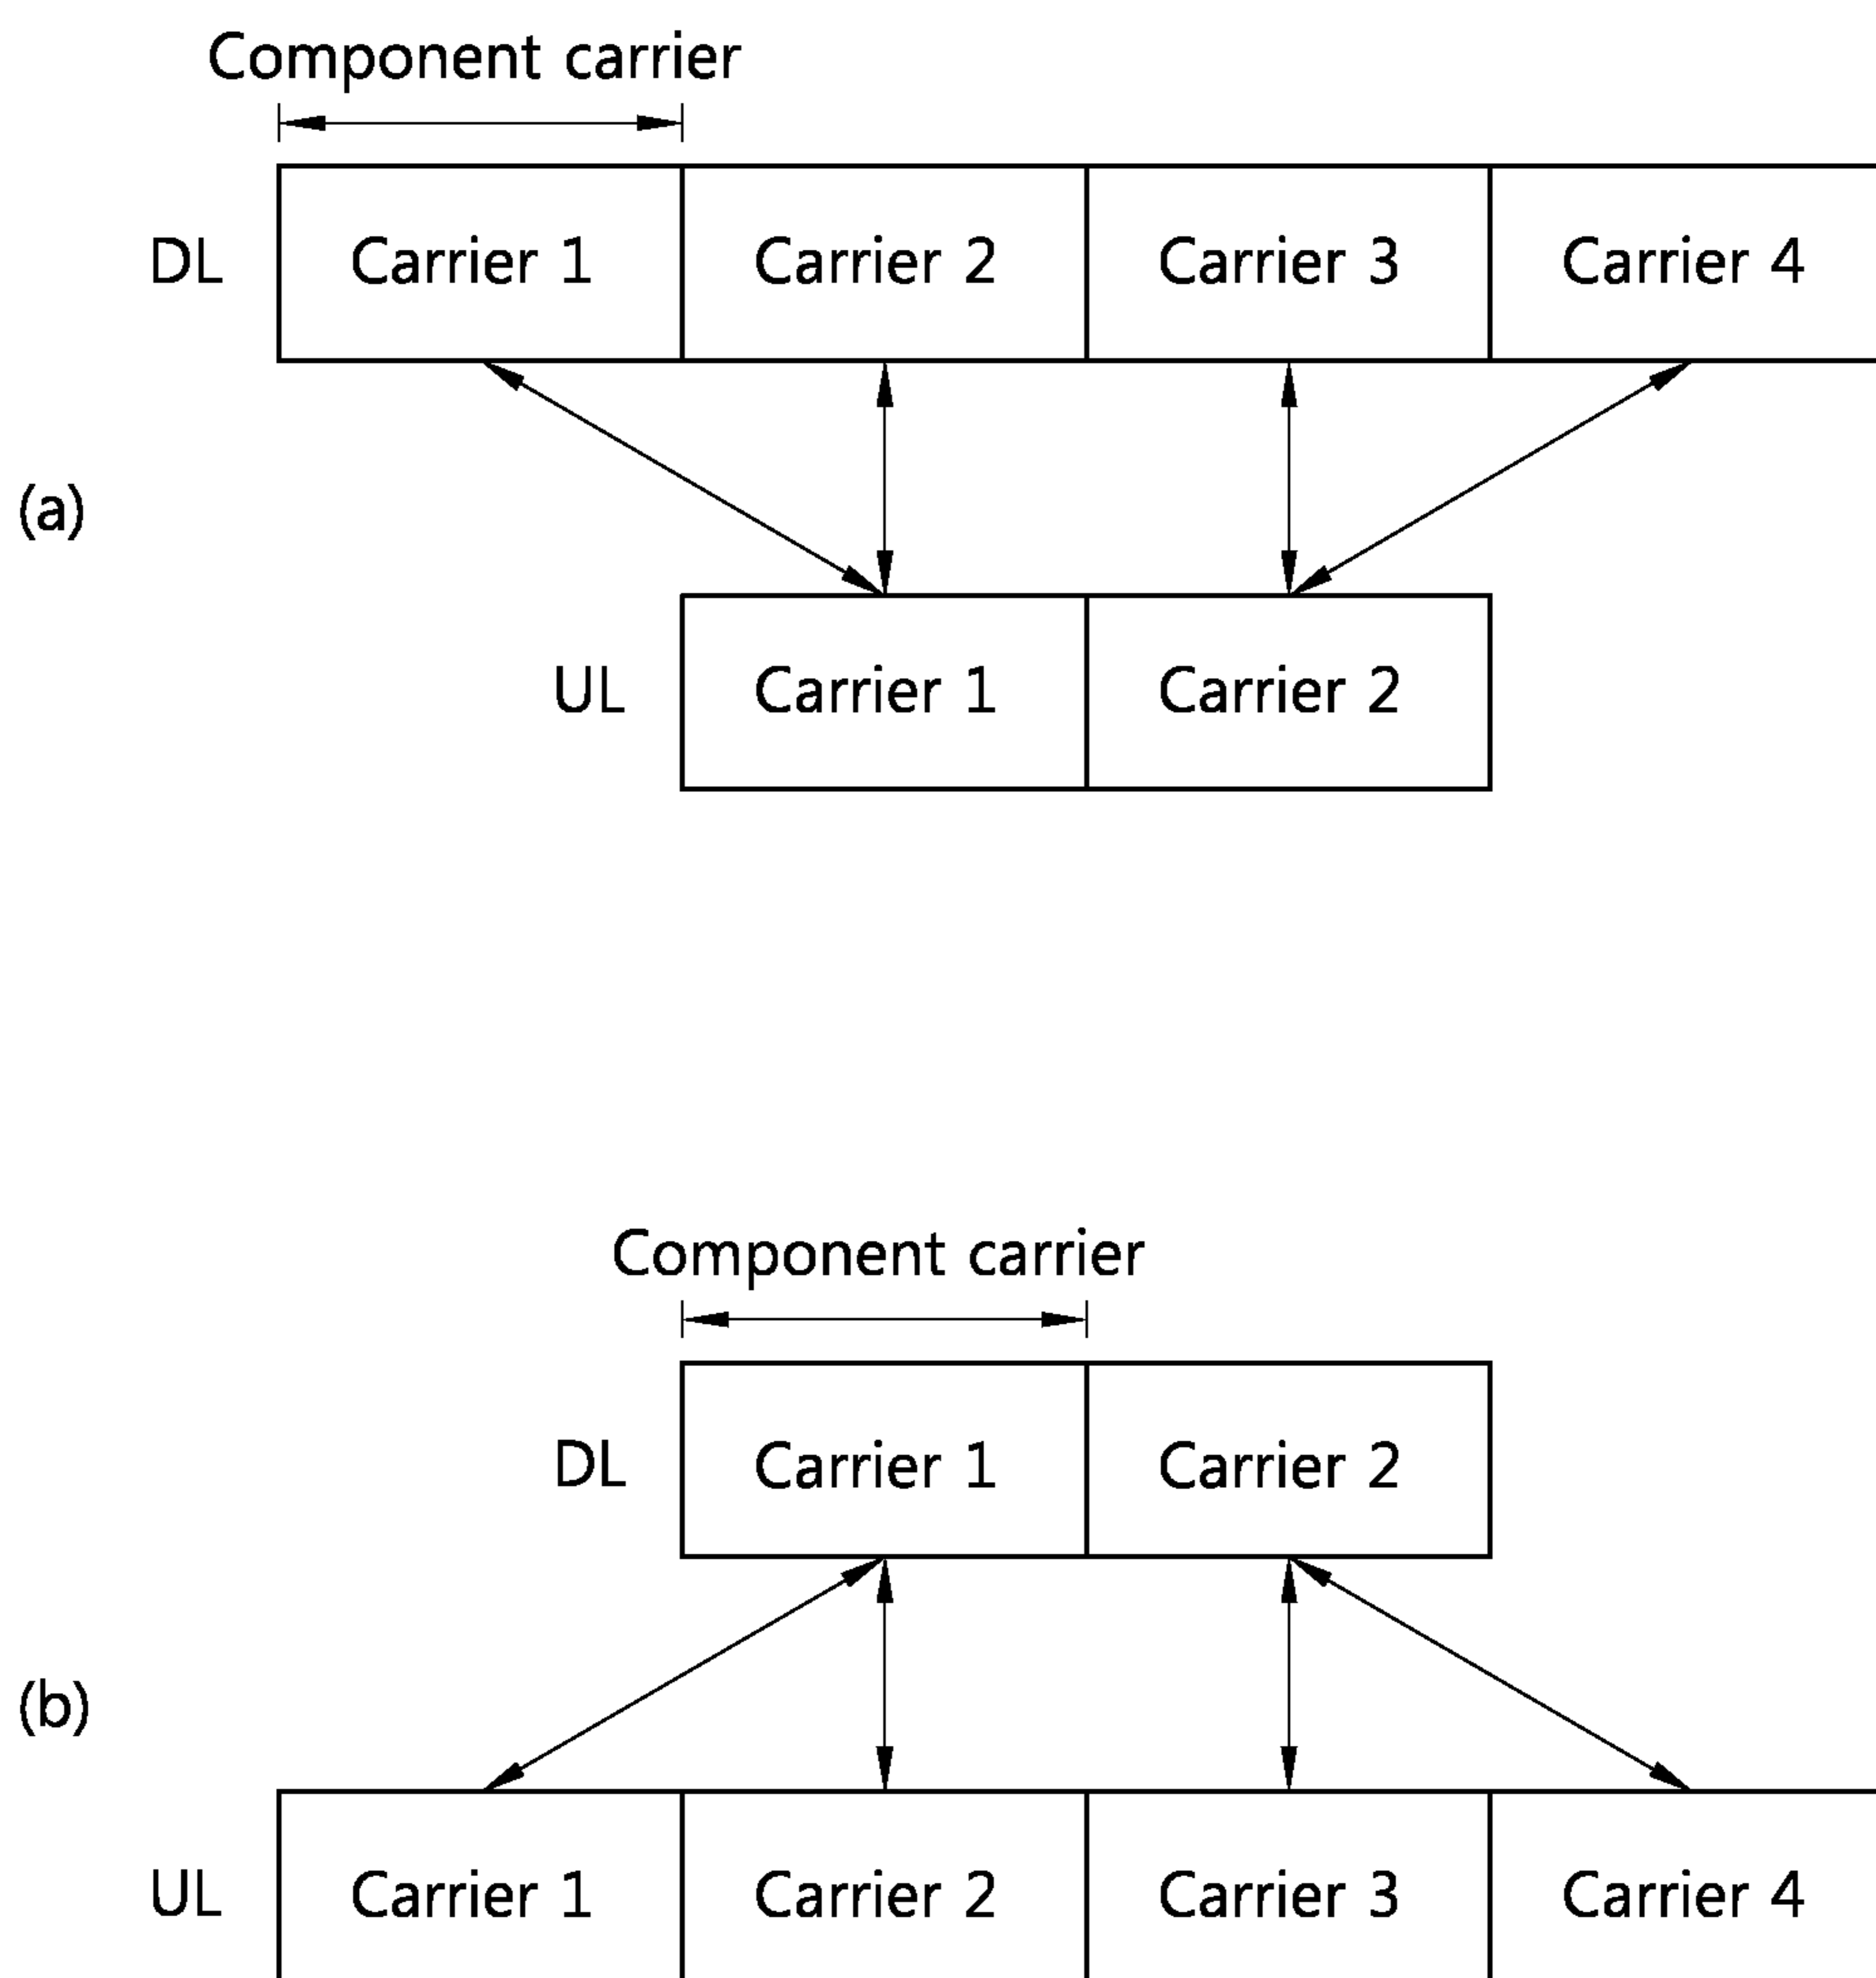 Component carrier
DL Carrier 1 Carrier 2 Carrier 3 Carrier 4
(a)
UL Carrier 1 Carrier 2
Component carrier
DL Carrier 1 Carrier 2
(b)
UL Carrier 1 Carrier 2 Carrier 3 Carrier 4